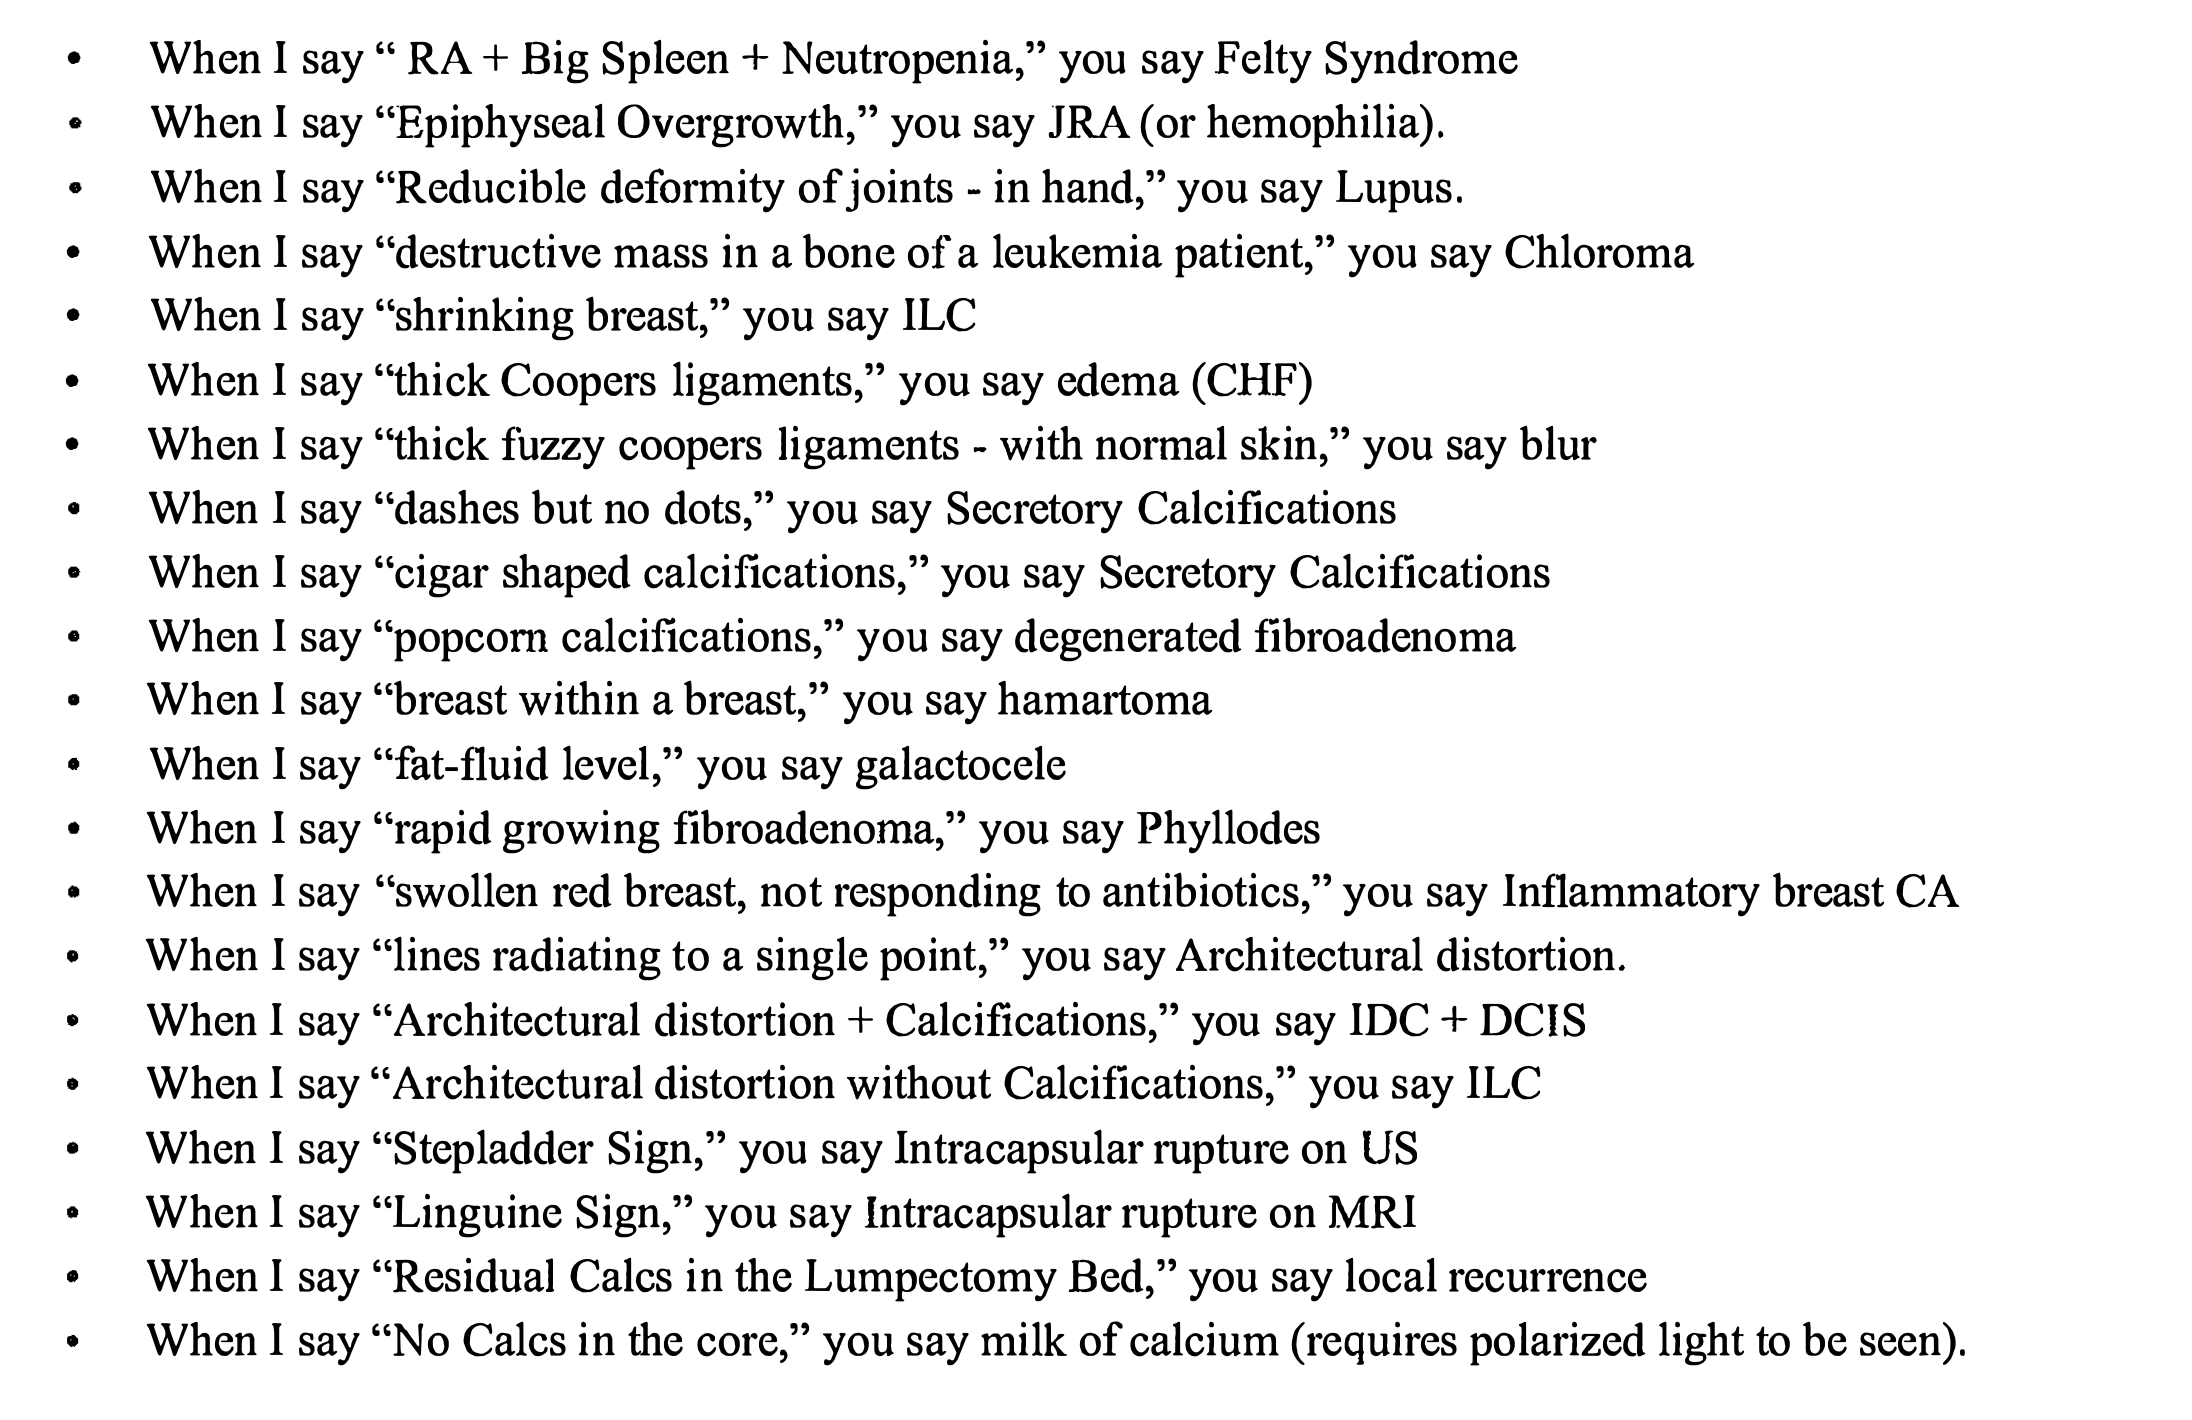 • When I say “ RA + Big Spleen + Neutropenia,” you say Felty Syndrome
• When I say “Epiphyseal Overgrowth,” you say JRA (or hemophilia).
• When I say “Reducible deformity of joints - in hand,” you say Lupus.
• When I say “destructive mass in a bone of a leukemia patient,” you say Chloroma
• When I say “shrinking breast,” you say ILC
• When I say “thick Coopers ligaments,” you say edema (CHF)
• When I say “thick fuzzy coopers ligaments - with normal skin,” you say blur
• When I say “dashes but no dots,” you say Secretory Calcifications
• When I say “cigar shaped calcifications,” you say Secretory Calcifications
• When I say “popcorn calcifications,” you say degenerated fibroadenoma
• When I say “breast within a breast,” you say hamartoma
• When I say “fat-fluid level,” you say galactocele
• When I say “rapid growing fibroadenoma,” you say Phyllodes
• When I say “swollen red breast, not responding to antibiotics,” you say Inflammatory breast CA
• When I say “lines radiating to a single point,” you say Architectural distortion.
• When I say “Architectural distortion + Calcifications,” you say IDC + DCIS
• When I say “Architectural distortion without Calcifications,” you say ILC
• When I say “Stepladder Sign,” you say Intracapsular rupture on US
• When I say “Linguine Sign,” you say Intracapsular rupture on MRI
• When I say “Residual Calcs in the Lumpectomy Bed,” you say local recurrence
• When I say “No Calcs in the core,” you say milk of calcium (requires polarized light to be seen).